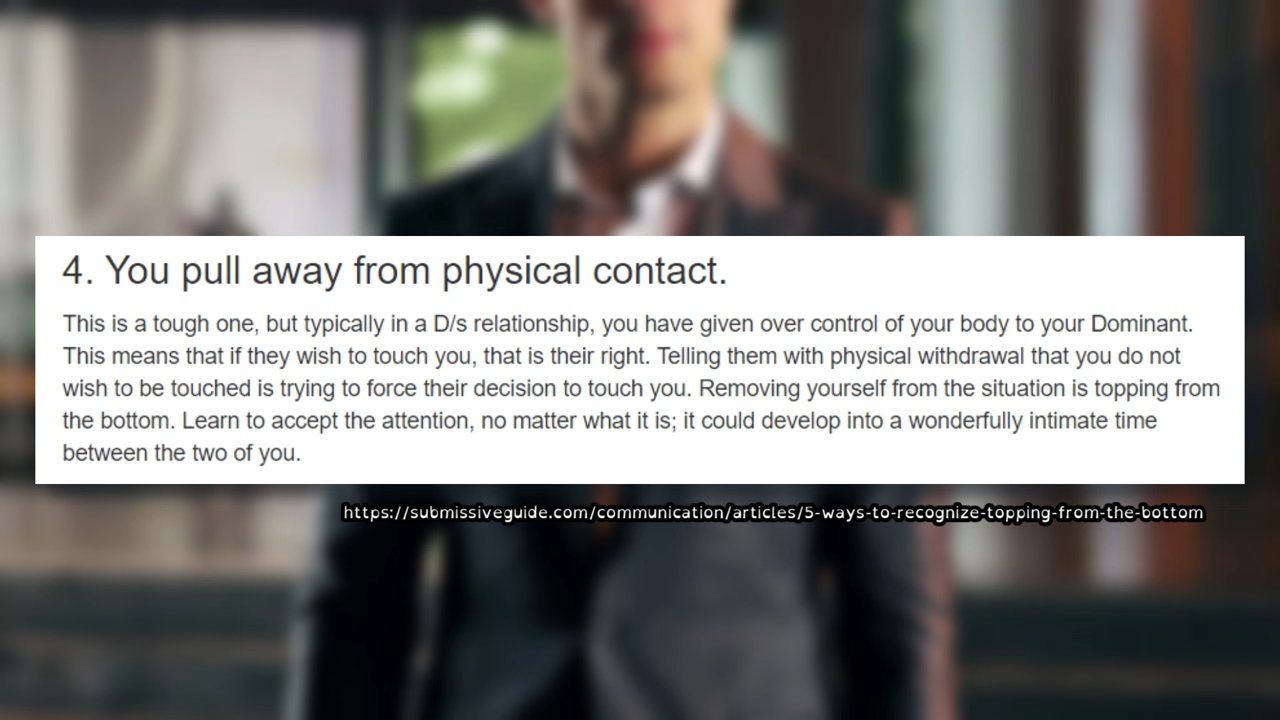 4. You pull away from physical contact.
This is a tough one, but typically in a D/s relationship, you have given over control of your body to your Dominant.
This means that if they wish to touch you, that is their right. Telling them with physical withdrawal that you do not
wish to be touched is trying to force their decision to touch you. Removing yourself from the situation is topping from
the bottom. Learn to accept the attention, no matter what it is; it could develop into a wonderfully intimate time
between the two of you.
https://submissiveguide.com/communication/articles/5-ways-to-recognize-topping-from-the-bottom